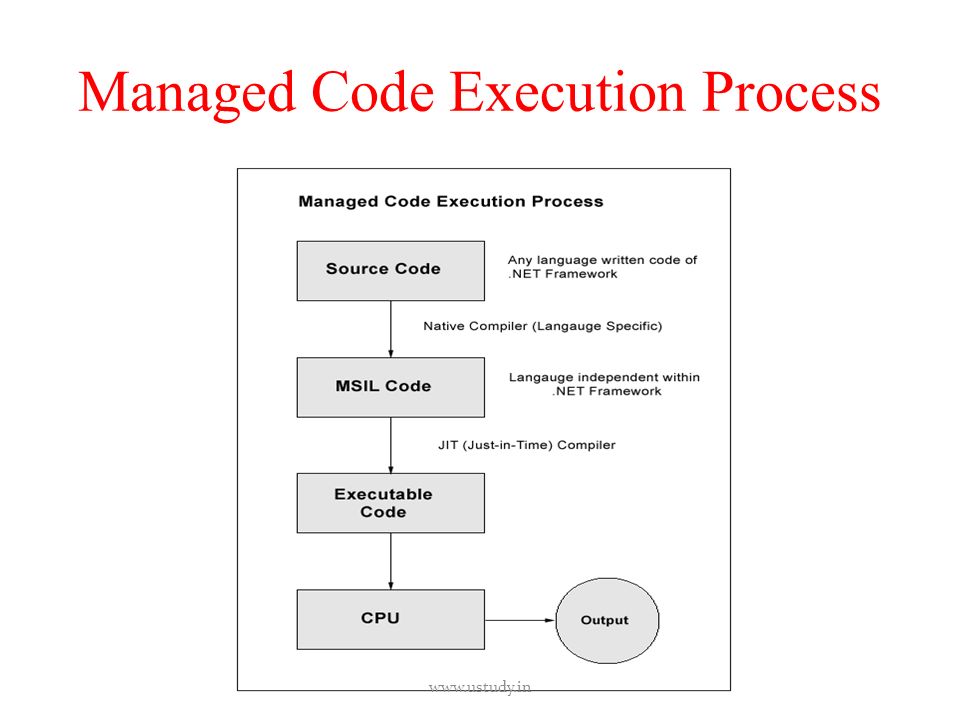 Managed Code Execution Process
Managed Code Execution Process
Source Code
Any language written code of
.NET Framework
Native Compiler (Langauge Specific)
MSIL Code
Langauge independent within
.NET Framework
JIT (Just-in-Time) Compiler
Executable
Code
CPU
Output
www.ustudy.in